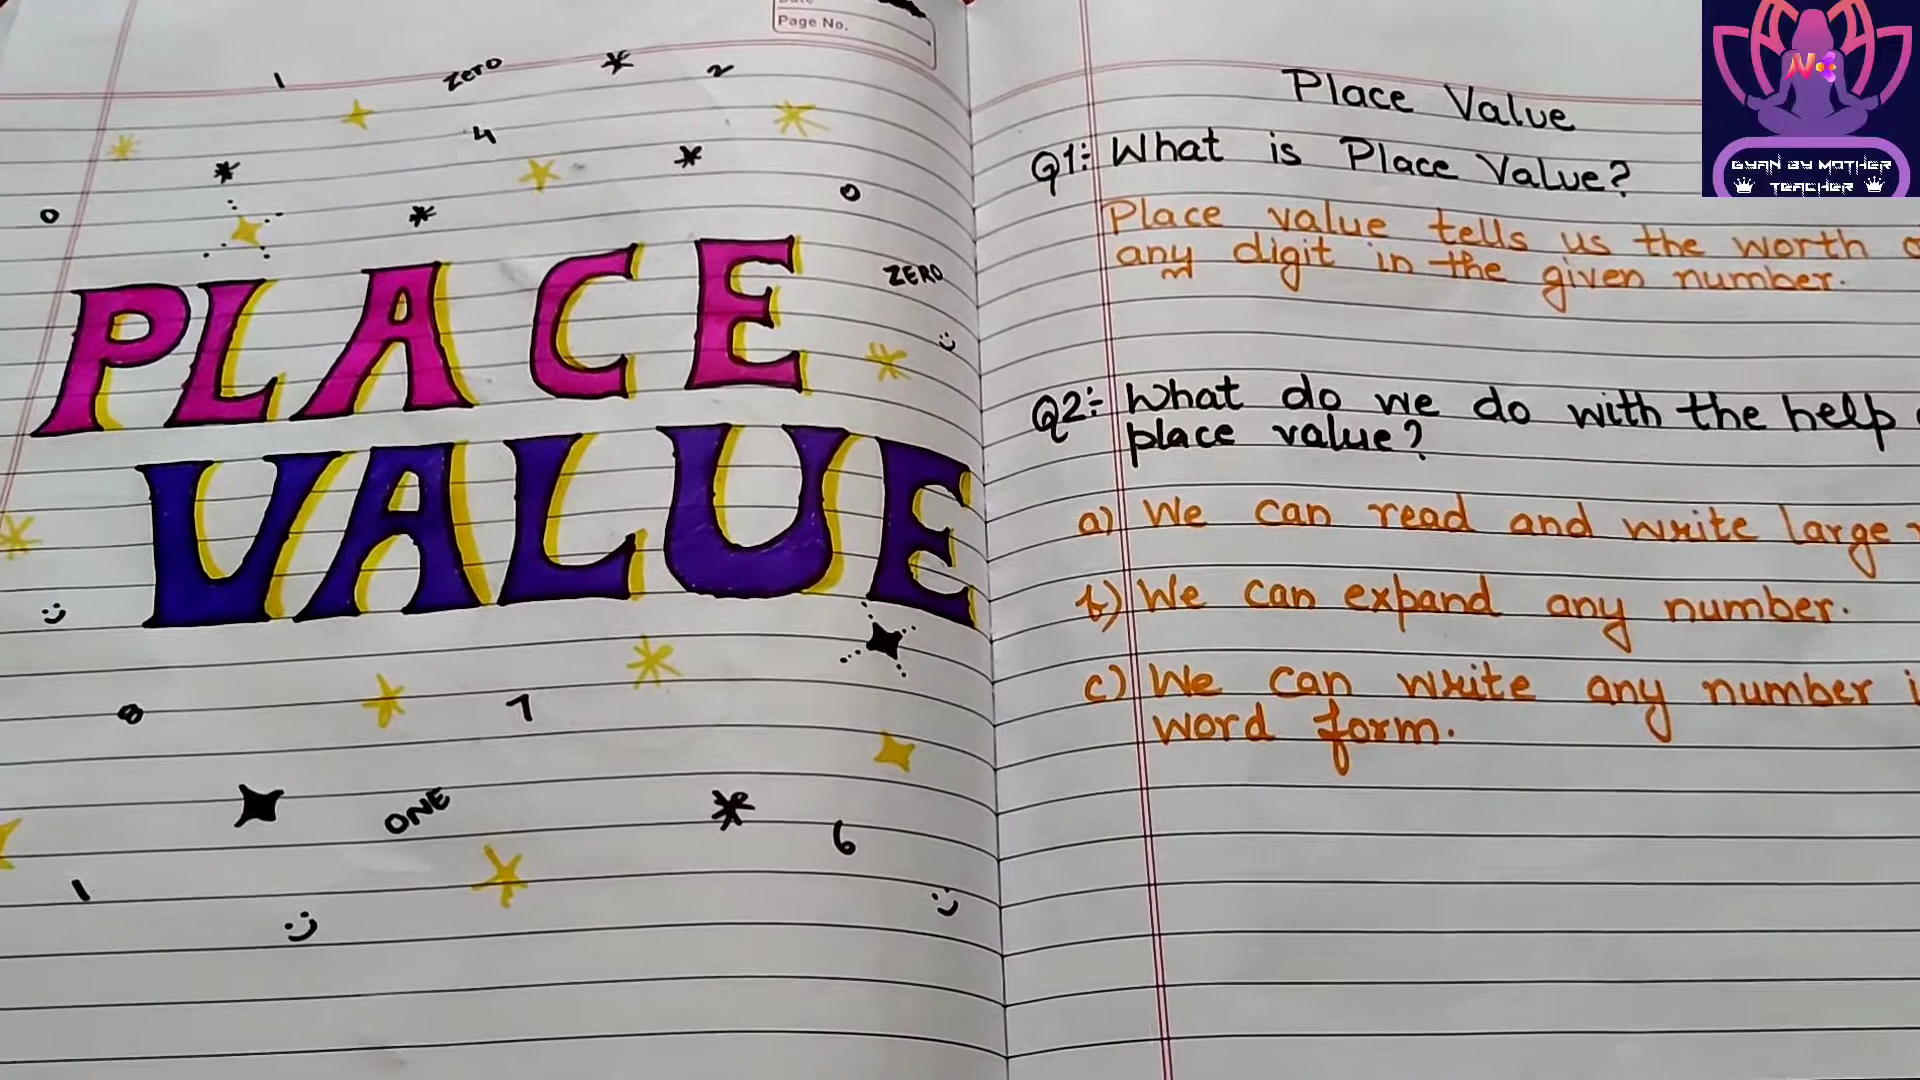 Page No.
1
zero
2
4
0
0
ZERO
PLACE
VALUE
8
7
ONE
6
1
Place Value
Q1:- What is Place Value?
Place value tells us the worth
any digit in the given number.
Q2:- What do we do with the help
place value?
a) We can read and write large
b) We can expand any number.
c) We can write any number
word form.
GYAN BY MOTHER
TEACHER